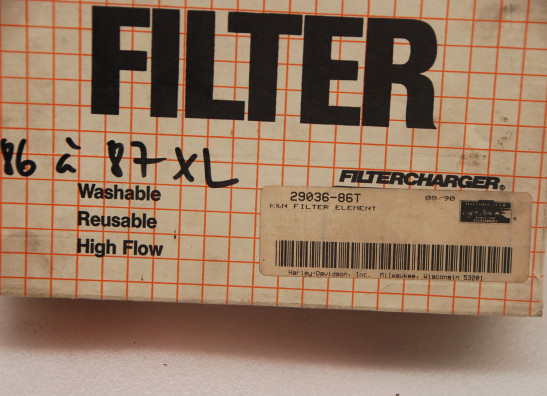 FILTER
86 à 87 XL
FILTERCHARGER®
Washable
Reusable
High Flow
29036-86T 08/90
K&N FILTER ELEMENT
Harley-Davidson, Inc. Milwaukee, Wisconsin 53201